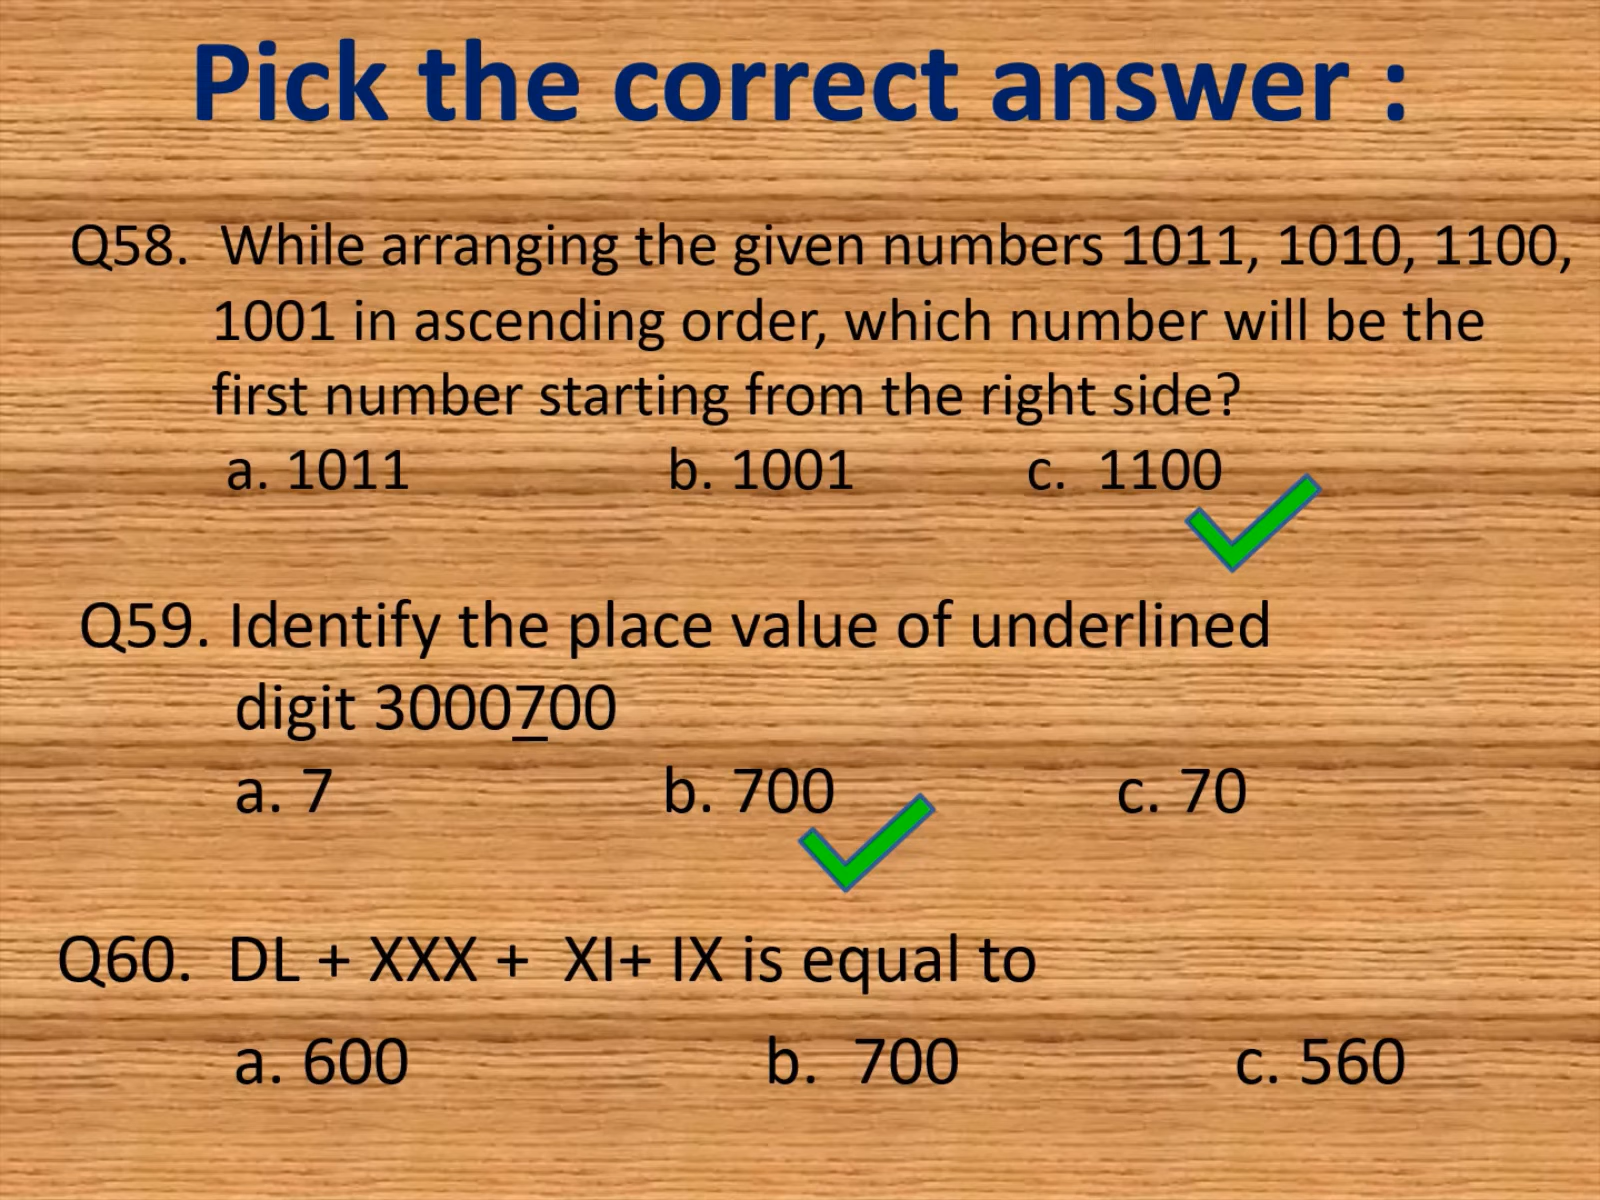 Pick the correct answer :
Q58. While arranging the given numbers 1011, 1010, 1100,
1001 in ascending order, which number will be the
first number starting from the right side?
a. 1011 b. 1001 c. 1100
Q59. Identify the place value of underlined
digit 3000700
a. 7 b. 700 c. 70
Q60. DL + XXX + XI+ IX is equal to
a. 600 b. 700 c. 560